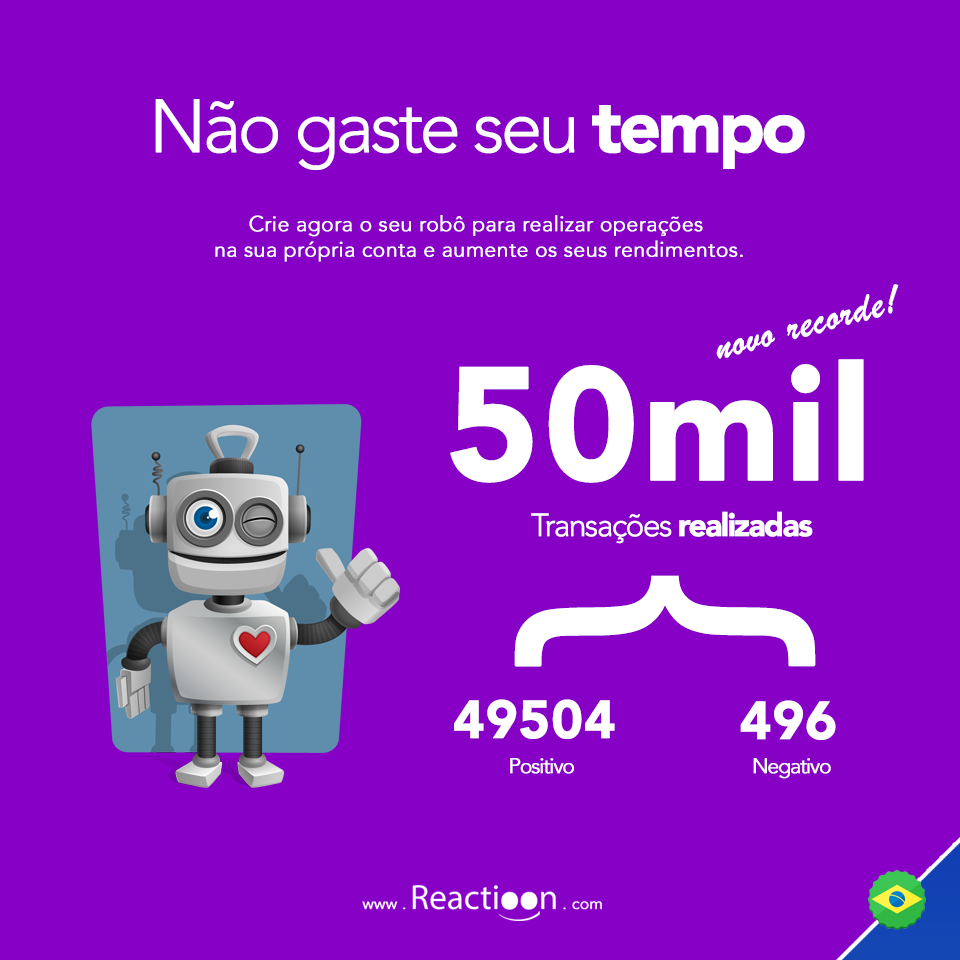 Não gaste seu tempo
Crie agora o seu robô para realizar operações
na sua própria conta e aumente os seus rendimentos.
novo recorde!
50mil
Transações realizadas
49504
Positivo
496
Negativo
www . Reactioon . com